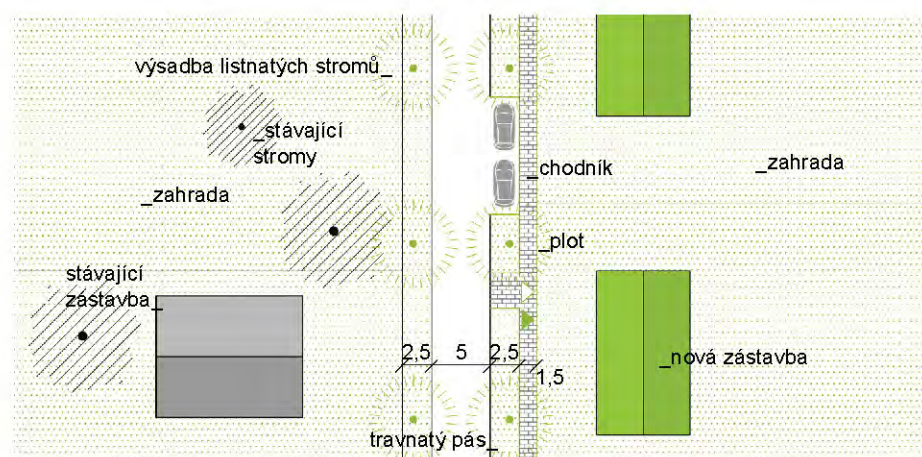 výsadba listnatých stromů_
_stávající
stromy
_chodník
_zahrada
_zahrada
_plot
stávající
zástavba_
2,5 5 2,5
1,5
_nová zástavba
travnatý pás_